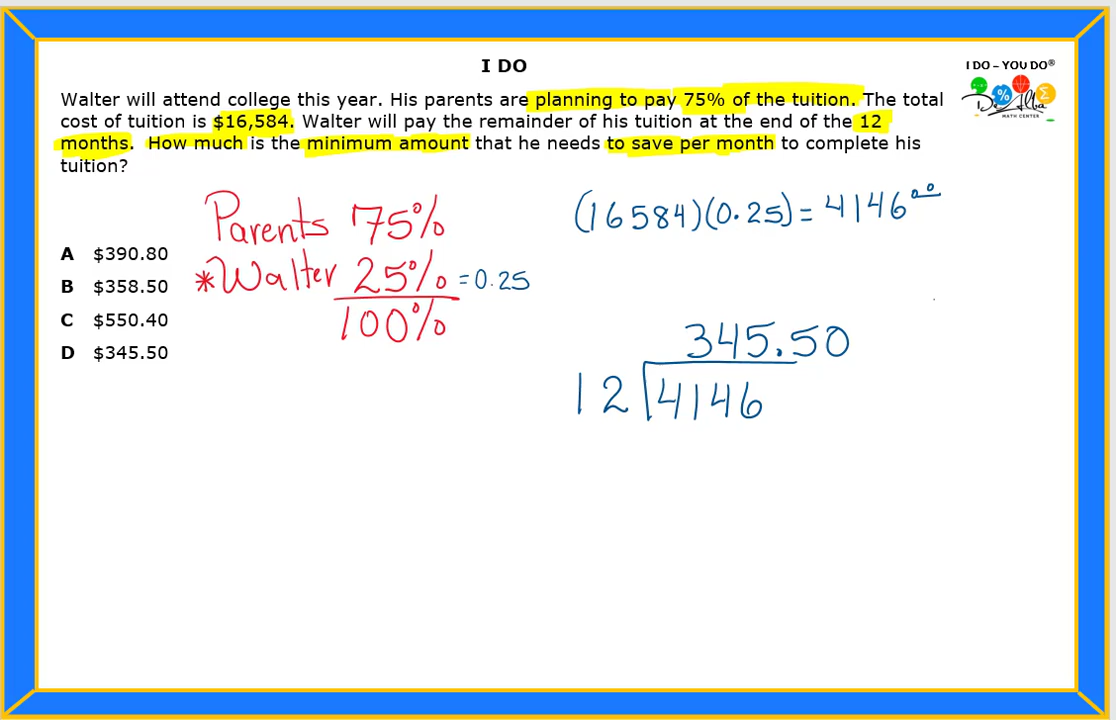 I DO
I DO – YOU DO®
De Alba
MATH CENTER
%
Σ
Walter will attend college this year. His parents are planning to pay 75% of the tuition. The total
cost of tuition is $16,584. Walter will pay the remainder of his tuition at the end of the 12
months. How much is the minimum amount that he needs to save per month to complete his
tuition?
A $390.80
B $358.50
C $550.40
D $345.50
Parents 75%
*Walter 25% = 0.25
100%
(16584)(0.25) = 4146 00
345.50
12 4146